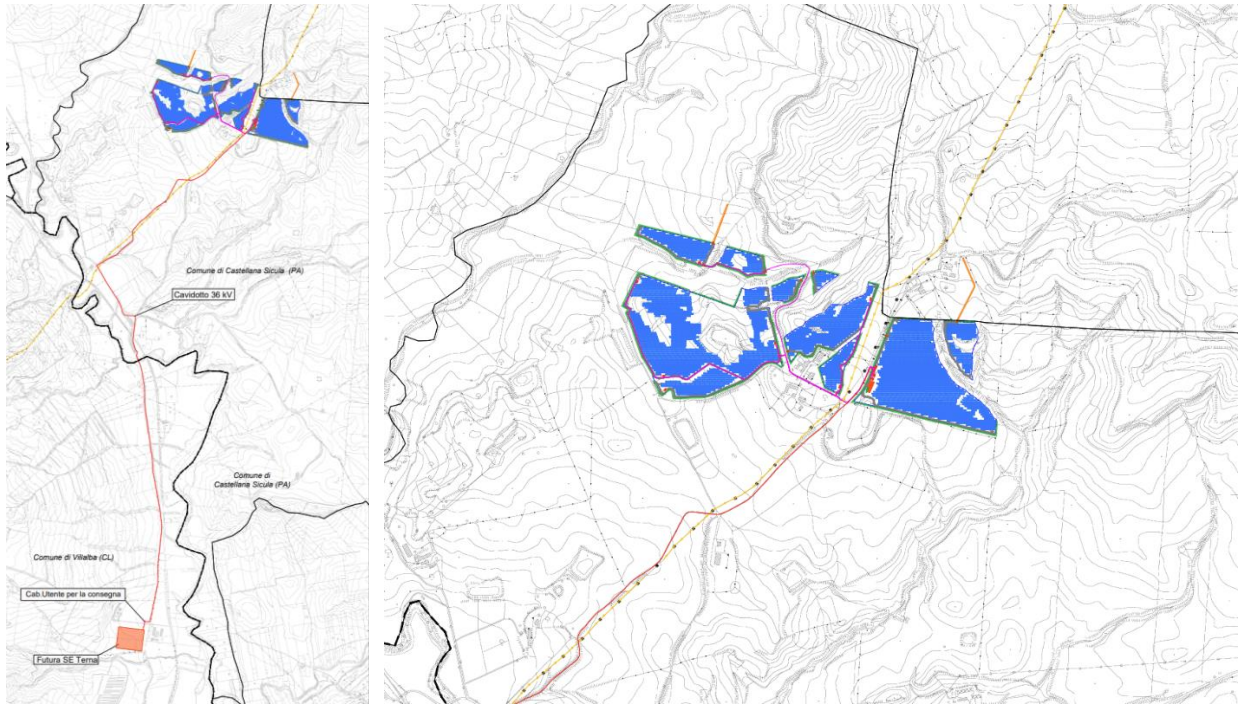 Comune di Castellana Sicula (PA)
Cavidotto 36 kV
Comune di
Castellana Sicula (PA)
Comune di Villalba (CL)
Cab.Utente per la consegna
Futura SE Terna